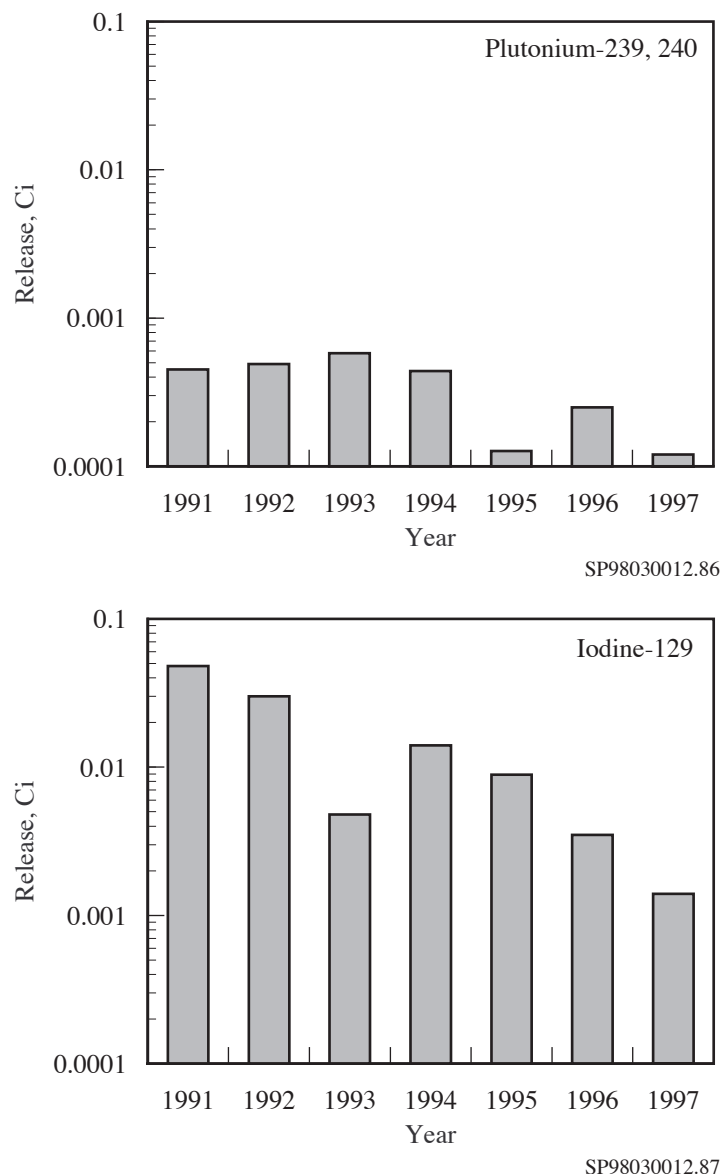 0.1
Plutonium-239, 240
0.01
Release, Ci
0.001
0.0001
1991 1992 1993 1994 1995 1996 1997
Year
SP98030012.86
0.1
Iodine-129
0.01
Release, Ci
0.001
0.0001
1991 1992 1993 1994 1995 1996 1997
Year
SP98030012.87